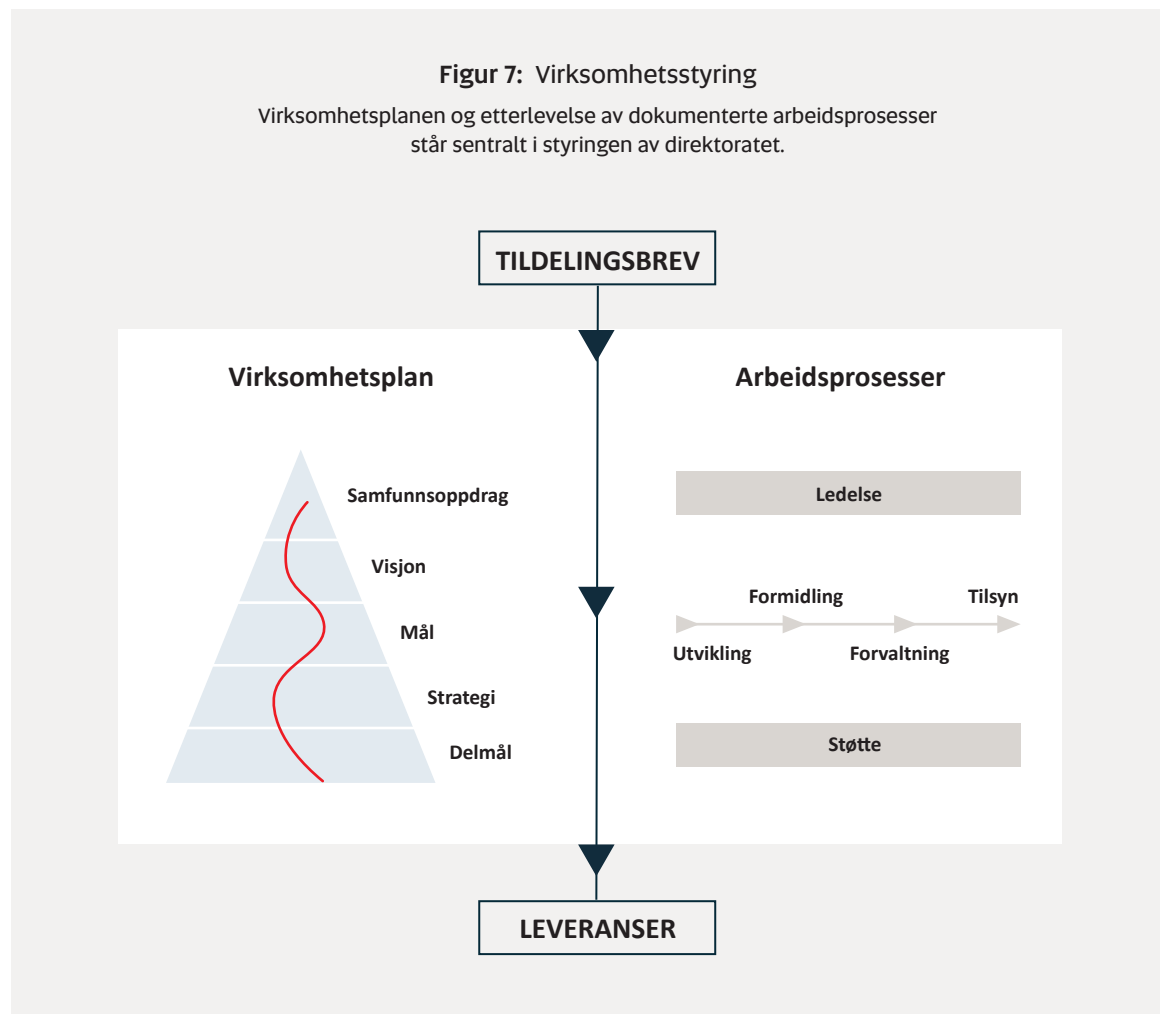 Figur 7: Virksomhetsstyring
Virksomhetsplanen og etterlevelse av dokumenterte arbeidsprosesser
står sentralt i styringen av direktoratet.
TILDELINGSBREV
Virksomhetsplan
Samfunnsoppdrag
Visjon
Mål
Strategi
Delmål
Arbeidsprosesser
Ledelse
Formidling
Tilsyn
Utvikling
Forvaltning
Støtte
LEVERANSER